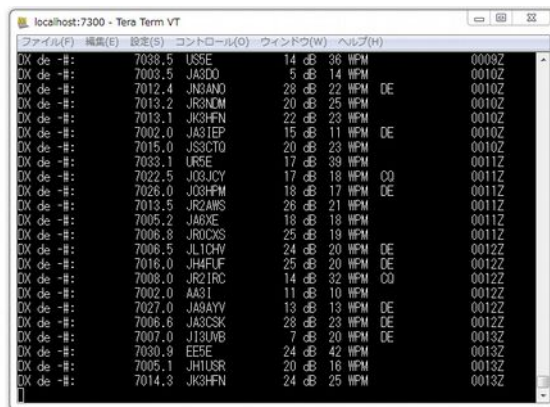 localhost:7300 - Tera Term VT
ファイル(F) 編集(E) 設定(S) コントロール(O) ウィンドウ(W) ヘルプ(H)
DX de -#: 7038.5 US5E 14 dB 36 WPM 0009Z
DX de -#: 7003.5 JA3DO 5 dB 14 WPM 0010Z
DX de -#: 7012.4 JN3ANO 28 dB 22 WPM DE 0010Z
DX de -#: 7013.2 JR3NDM 20 dB 25 WPM 0010Z
DX de -#: 7013.1 JK3HFN 22 dB 23 WPM 0010Z
DX de -#: 7002.0 JA3IEP 15 dB 11 WPM DE 0010Z
DX de -#: 7015.0 JS3CTQ 20 dB 23 WPM 0010Z
DX de -#: 7033.1 UR5E 17 dB 39 WPM 0011Z
DX de -#: 7022.5 JO3JCY 17 dB 18 WPM CQ 0011Z
DX de -#: 7026.0 JO3HPM 18 dB 17 WPM DE 0011Z
DX de -#: 7013.5 JR2AWS 26 dB 21 WPM 0011Z
DX de -#: 7005.2 JA6XE 18 dB 18 WPM 0011Z
DX de -#: 7006.8 JR0CXS 25 dB 19 WPM 0011Z
DX de -#: 7006.5 JL1CHV 24 dB 20 WPM DE 0012Z
DX de -#: 7016.0 JH4FUF 25 dB 20 WPM DE 0012Z
DX de -#: 7008.0 JR2IRC 14 dB 32 WPM CQ 0012Z
DX de -#: 7002.0 AA3I 11 dB 10 WPM 0012Z
DX de -#: 7027.0 JA9AYV 13 dB 13 WPM DE 0012Z
DX de -#: 7006.6 JA3CSK 28 dB 23 WPM DE 0012Z
DX de -#: 7007.0 JI3UVB 7 dB 20 WPM DE 0013Z
DX de -#: 7030.9 EE5E 24 dB 42 WPM 0013Z
DX de -#: 7005.1 JH1USR 20 dB 16 WPM 0013Z
DX de -#: 7014.3 JK3HFN 24 dB 25 WPM 0013Z